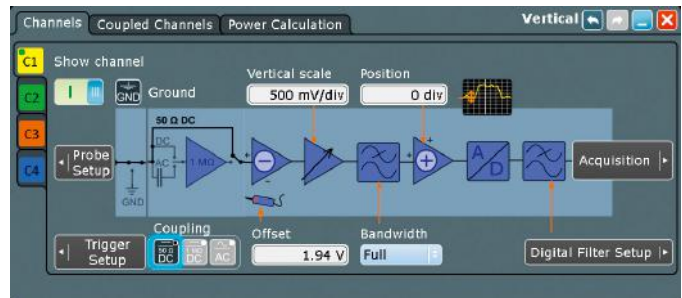 Channels Coupled Channels Power Calculation Vertical
C1 Show channel
Vertical scale Position
C2 GND Ground 500 mV/div 0 div
C3 50 Ω DC
DC
C4 Probe Setup AC 1 MΩ A/D Acquisition
GND
Coupling Offset Bandwidth
Trigger Setup 50 Ω DC 1 MΩ DC AC 1.94 V Full Digital Filter Setup